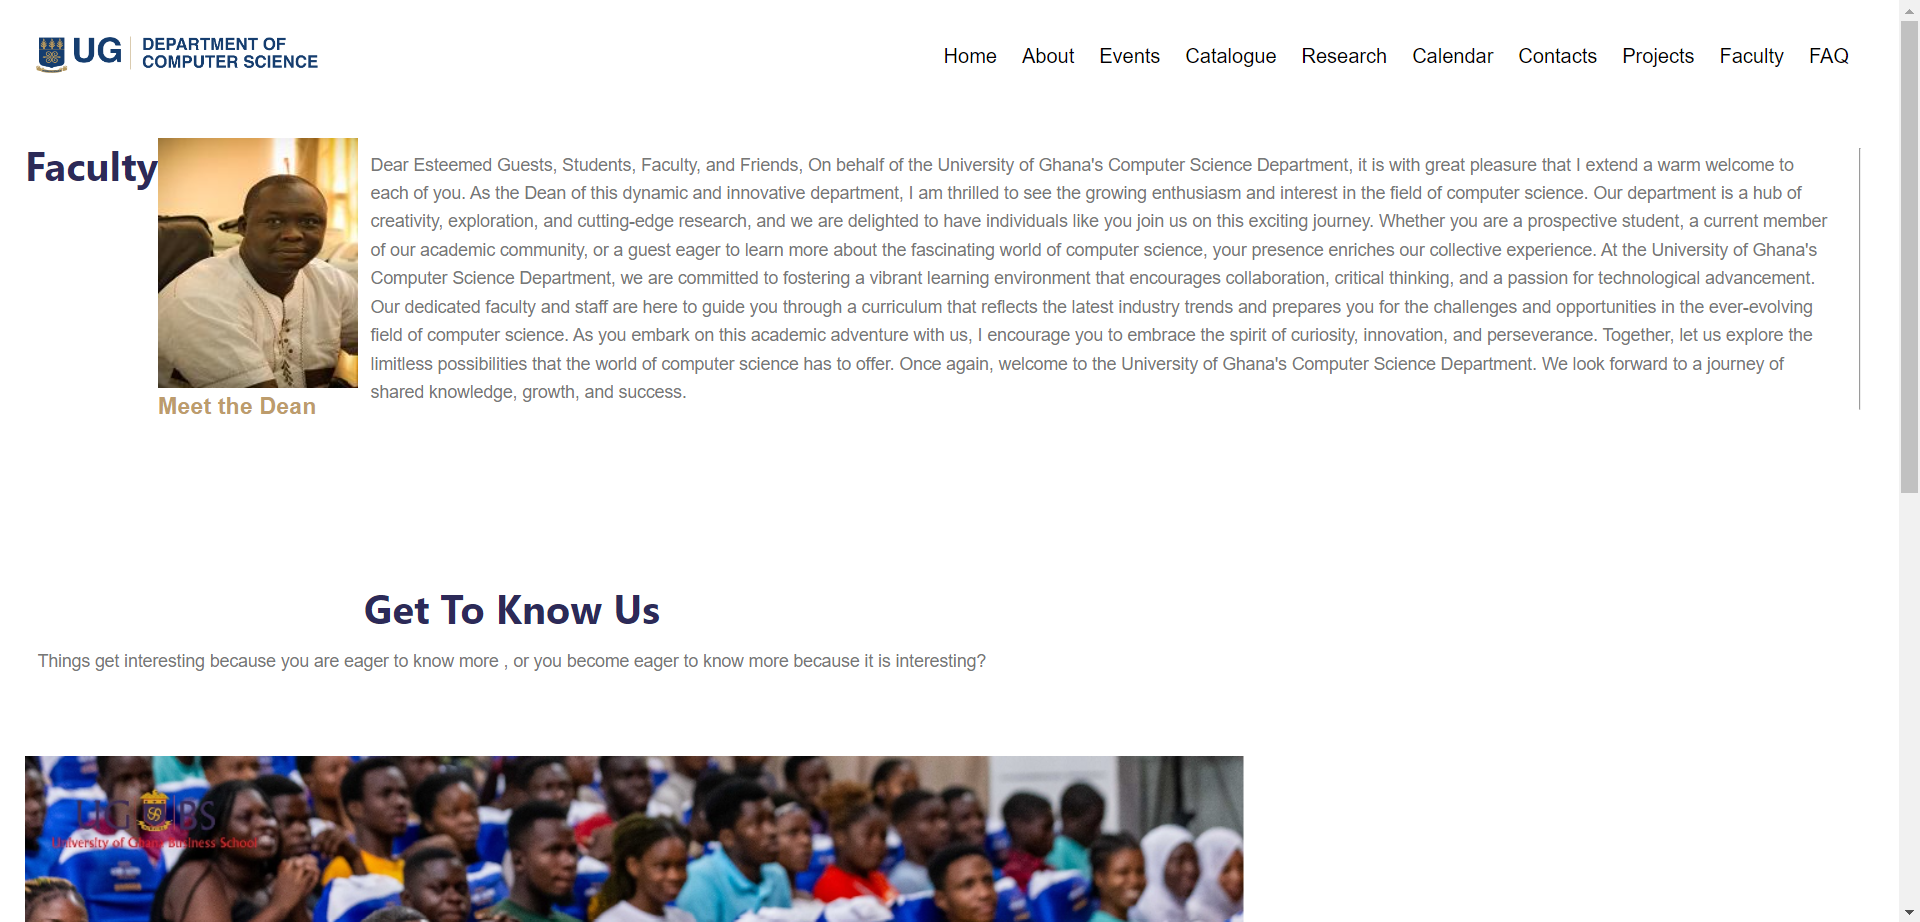 UG
DEPARTMENT OF
COMPUTER SCIENCE
Home About Events Catalogue Research Calendar Contacts Projects Faculty FAQ
Faculty
Dear Esteemed Guests, Students, Faculty, and Friends, On behalf of the University of Ghana's Computer Science Department, it is with great pleasure that I extend a warm welcome to
each of you. As the Dean of this dynamic and innovative department, I am thrilled to see the growing enthusiasm and interest in the field of computer science. Our department is a hub of
creativity, exploration, and cutting-edge research, and we are delighted to have individuals like you join us on this exciting journey. Whether you are a prospective student, a current member
of our academic community, or a guest eager to learn more about the fascinating world of computer science, your presence enriches our collective experience. At the University of Ghana's
Computer Science Department, we are committed to fostering a vibrant learning environment that encourages collaboration, critical thinking, and a passion for technological advancement.
Our dedicated faculty and staff are here to guide you through a curriculum that reflects the latest industry trends and prepares you for the challenges and opportunities in the ever-evolving
field of computer science. As you embark on this academic adventure with us, I encourage you to embrace the spirit of curiosity, innovation, and perseverance. Together, let us explore the
limitless possibilities that the world of computer science has to offer. Once again, welcome to the University of Ghana's Computer Science Department. We look forward to a journey of
shared knowledge, growth, and success.
Meet the Dean
Get To Know Us
Things get interesting because you are eager to know more , or you become eager to know more because it is interesting?
UG BS
University of Ghana Business School